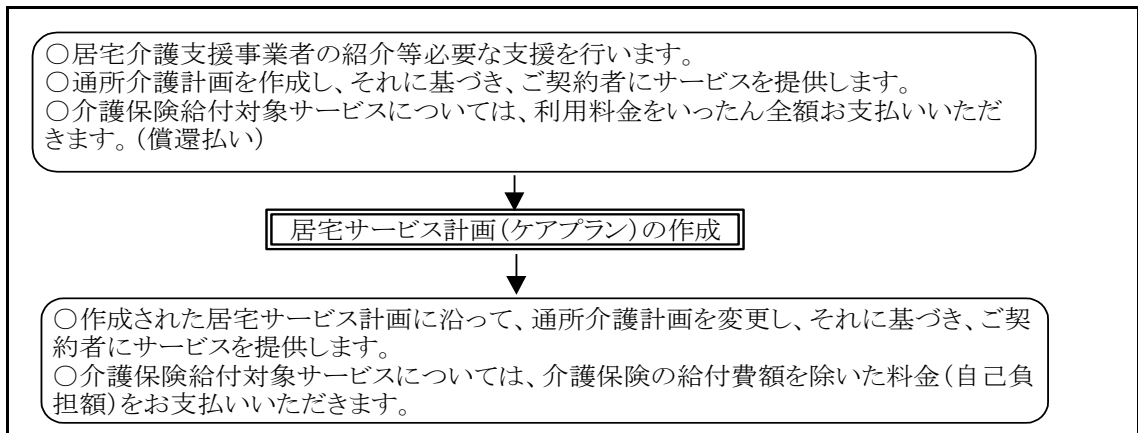 ○居宅介護支援事業者の紹介等必要な支援を行います。
○通所介護計画を作成し、それに基づき、ご契約者にサービスを提供します。
○介護保険給付対象サービスについては、利用料金をいったん全額お支払いいただ
きます。（償還払い）
居宅サービス計画（ケアプラン）の作成
○作成された居宅サービス計画に沿って、通所介護計画を変更し、それに基づき、ご契
約者にサービスを提供します。
○介護保険給付対象サービスについては、介護保険の給付費額を除いた料金（自己負
担額）をお支払いいただきます。